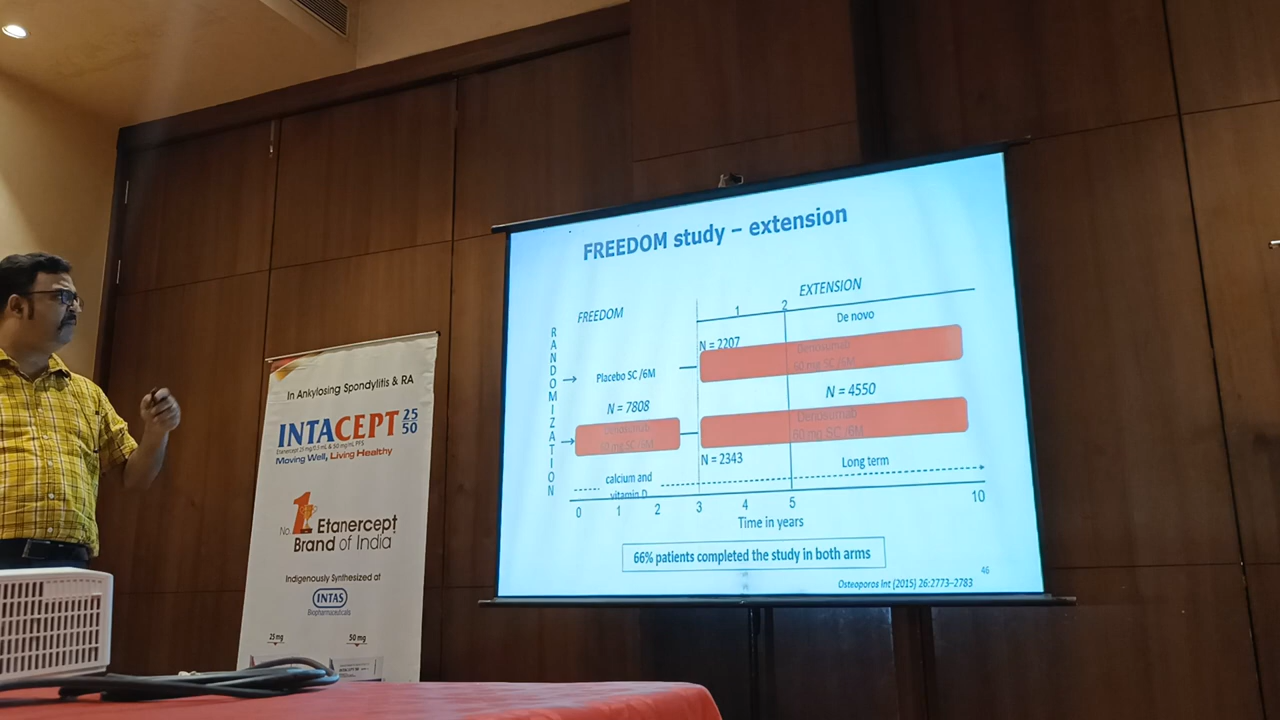 In Ankylosing Spondylitis & RA
INTACEPT 25 50
Etanercept 25 mg/0.5 mL & 50 mg/mL PFS
Moving Well, Living Healthy
No. 1 Etanercept
Brand of India
Indigenously Synthesized at
INTAS
Biopharmaceuticals
25 mg 50 mg
FREEDOM study – extension
FREEDOM
EXTENSION
1 2
De novo
RANDOMIZATION
N = 2207
Placebo SC /6M
Denosumab
60 mg SC /6M
N = 7808
N = 4550
Denosumab
60 mg SC /6M
Denosumab
60 mg SC /6M
N = 2343
calcium and
vitamin D
Long term
0 1 2 3 4 5 10
Time in years
66% patients completed the study in both arms
46
Osteoporos Int (2015) 26:2773–2783